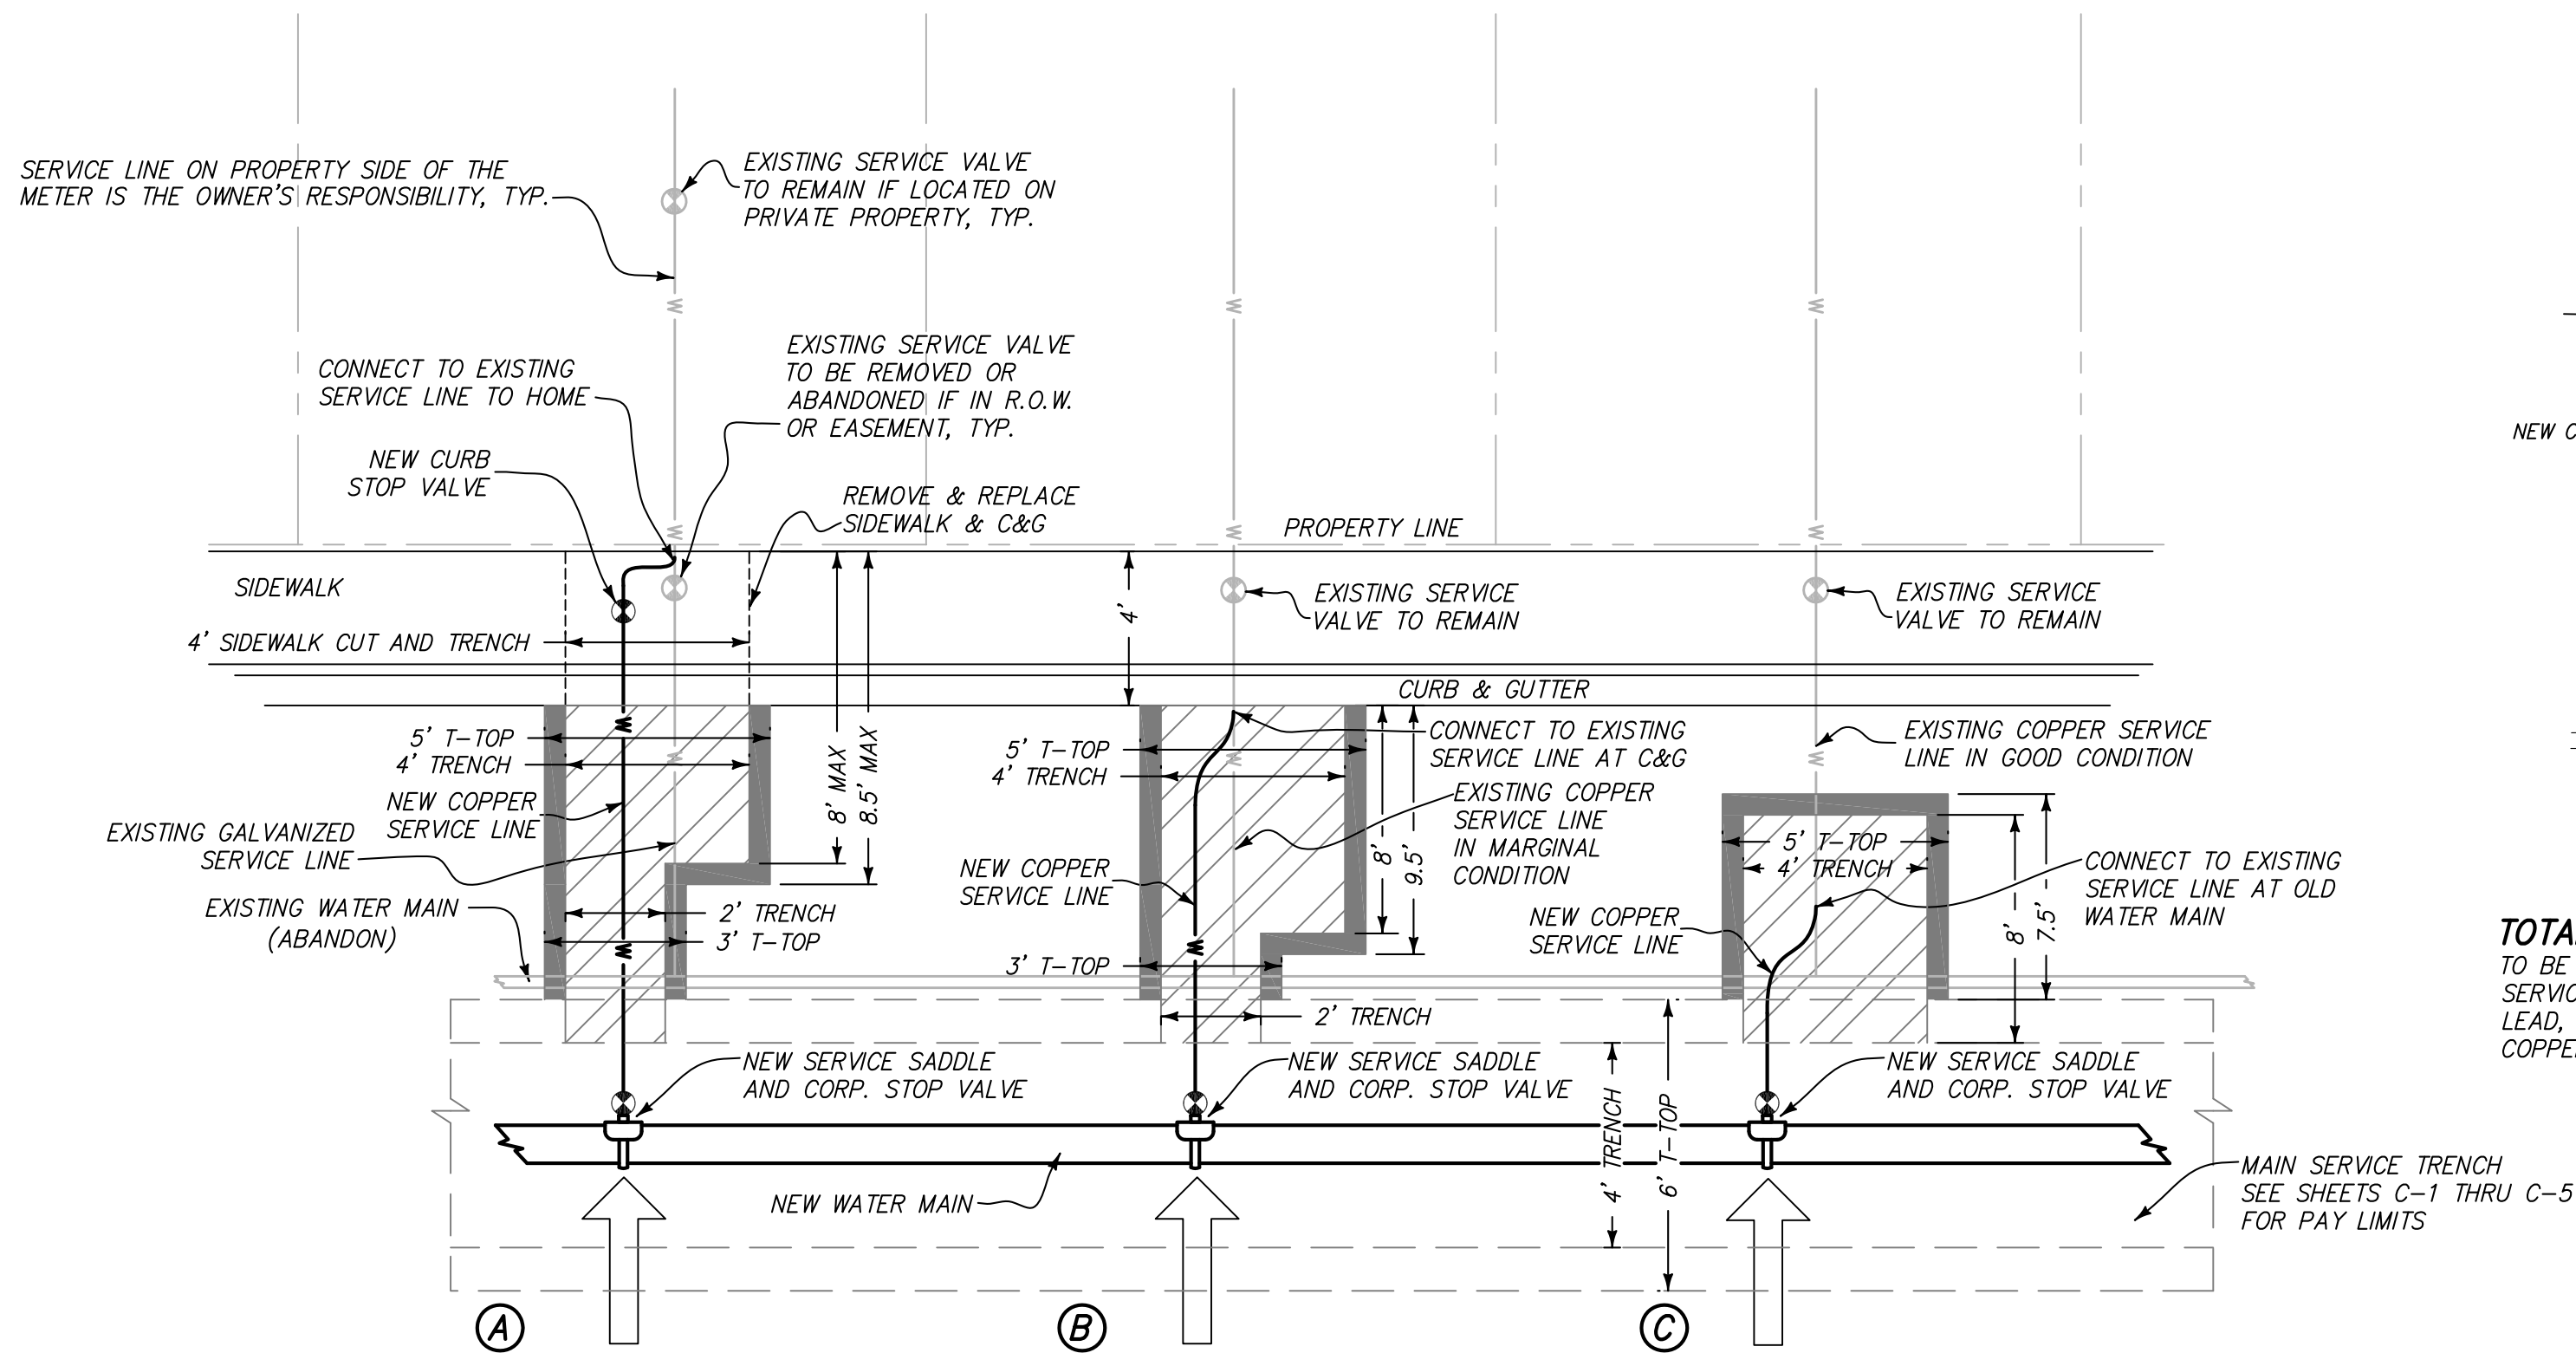 SERVICE LINE ON PROPERTY SIDE OF THE
METER IS THE OWNER'S RESPONSIBILITY, TYP.
EXISTING SERVICE VALVE
TO REMAIN IF LOCATED ON
PRIVATE PROPERTY, TYP.
CONNECT TO EXISTING
SERVICE LINE TO HOME
EXISTING SERVICE VALVE
TO BE REMOVED OR
ABANDONED IF IN R.O.W.
OR EASEMENT, TYP.
NEW CURB
STOP VALVE
REMOVE & REPLACE
SIDEWALK & C&G
PROPERTY LINE
SIDEWALK
4' SIDEWALK CUT AND TRENCH
4'
EXISTING SERVICE
VALVE TO REMAIN
EXISTING SERVICE
VALVE TO REMAIN
CURB & GUTTER
5' T-TOP
4' TRENCH
8' MAX
8.5' MAX
NEW COPPER
SERVICE LINE
EXISTING GALVANIZED
SERVICE LINE
EXISTING WATER MAIN
(ABANDON)
2' TRENCH
3' T-TOP
5' T-TOP
4' TRENCH
CONNECT TO EXISTING
SERVICE LINE AT C&G
EXISTING COPPER
SERVICE LINE
IN MARGINAL
CONDITION
8'
9.5'
NEW COPPER
SERVICE LINE
3' T-TOP
2' TRENCH
EXISTING COPPER SERVICE
LINE IN GOOD CONDITION
5' T-TOP
4' TRENCH
8'
7.5'
CONNECT TO EXISTING
SERVICE LINE AT OLD
WATER MAIN
NEW COPPER
SERVICE LINE
NEW SERVICE SADDLE
AND CORP. STOP VALVE
NEW SERVICE SADDLE
AND CORP. STOP VALVE
NEW SERVICE SADDLE
AND CORP. STOP VALVE
4' TRENCH
6' T-TOP
NEW WATER MAIN
MAIN SERVICE TRENCH
SEE SHEETS C-1 THRU C-5
FOR PAY LIMITS
A
B
C
NEW
TO BE
LEAD,